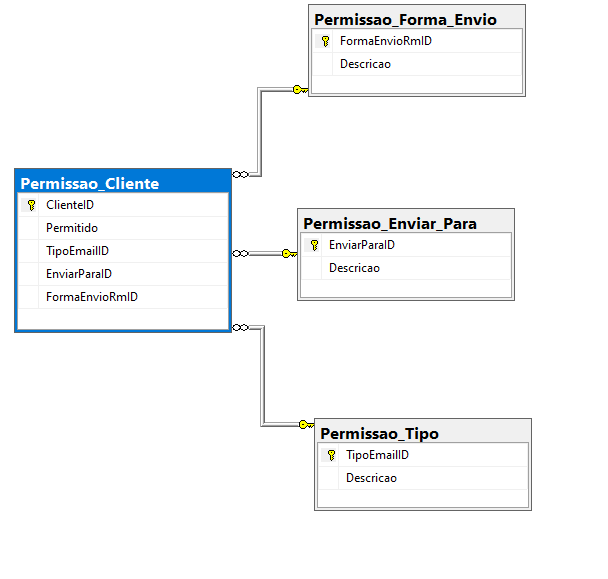 Permissao_Forma_Envio
FormaEnvioRmID
Descricao
Permissao_Cliente
ClienteID
Permitido
TipoEmailID
EnviarParaID
FormaEnvioRmID
Permissao_Enviar_Para
EnviarParaID
Descricao
Permissao_Tipo
TipoEmailID
Descricao